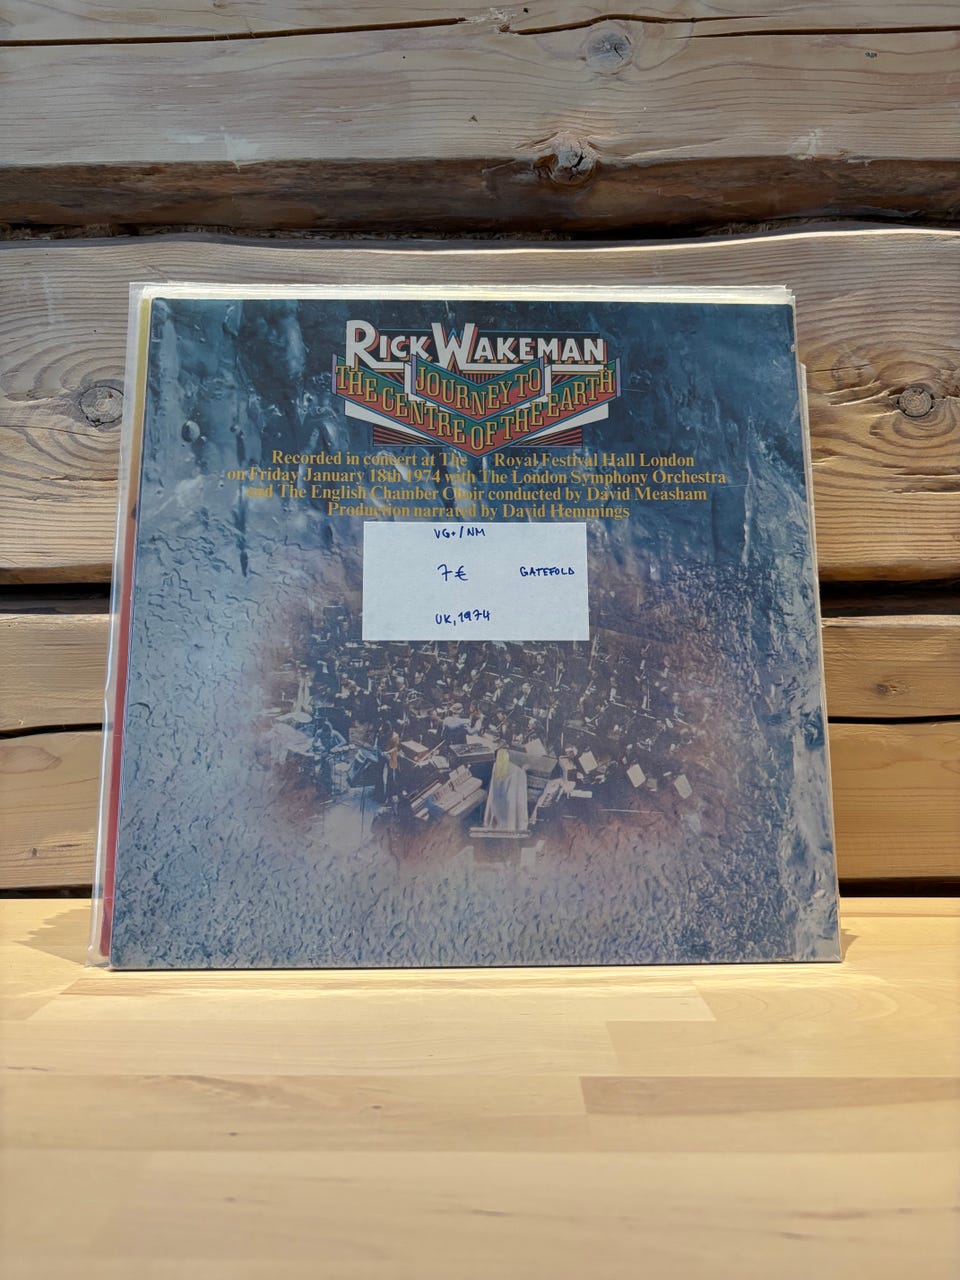 RICK WAKEMAN
JOURNEY TO
THE CENTRE OF THE EARTH
Recorded in concert at The Royal Festival Hall London
on Friday January 18th 1974 with The London Symphony Orchestra
and The English Chamber Choir conducted by David Measham
Production narrated by David Hemmings
VG+/NM
7€ GATEFOLD
UK, 1974